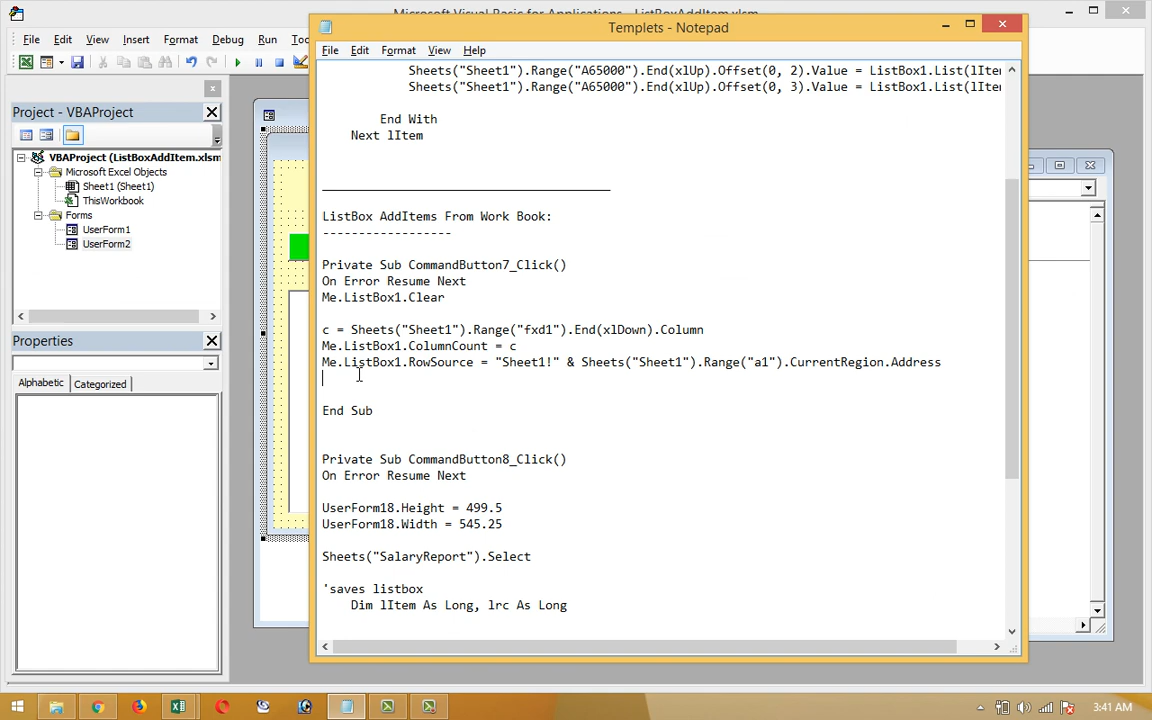 Microsoft Visual Basic for Applications - ListBoxAddItem.xlsm
File Edit View Insert Format Debug Run
Project - VBAProject
VBAProject (ListBoxAddItem.xlsm
Microsoft Excel Objects
Sheet1 (Sheet1)
ThisWorkbook
Forms
UserForm1
UserForm2
Properties
Alphabetic Categorized
Templets - Notepad
File Edit Format View Help
Sheets("Sheet1").Range("A65000").End(xlUp).Offset(0, 2).Value = ListBox1.List(lIte
Sheets("Sheet1").Range("A65000").End(xlUp).Offset(0, 3).Value = ListBox1.List(lIte
End With
Next lItem
ListBox AddItems From Work Book:
------------------
Private Sub CommandButton7_Click()
On Error Resume Next
Me.ListBox1.Clear
c = Sheets("Sheet1").Range("fxd1").End(xlDown).Column
Me.ListBox1.ColumnCount = c
Me.ListBox1.RowSource = "Sheet1!" & Sheets("Sheet1").Range("a1").CurrentRegion.Address
End Sub
Private Sub CommandButton8_Click()
On Error Resume Next
UserForm18.Height = 499.5
UserForm18.Width = 545.25
Sheets("SalaryReport").Select
'saves listbox
Dim lItem As Long, lrc As Long
3:41 AM